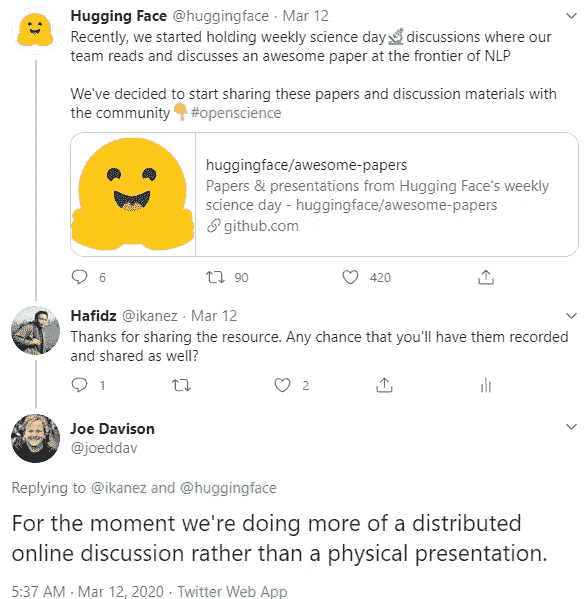 Hugging Face @huggingface · Mar 12
Recently, we started holding weekly science day🔬 discussions where our
team reads and discusses an awesome paper at the frontier of NLP
We've decided to start sharing these papers and discussion materials with
the community👇 #openscience
huggingface/awesome-papers
Papers & presentations from Hugging Face's weekly
science day - huggingface/awesome-papers
github.com
6 90 420
Hafidz @ikanez · Mar 12
Thanks for sharing the resource. Any chance that you'll have them recorded
and shared as well?
1 2
Joe Davison
@joeddav
Replying to @ikanez and @huggingface
For the moment we're doing more of a distributed
online discussion rather than a physical presentation.
5:37 AM · Mar 12, 2020 · Twitter Web App